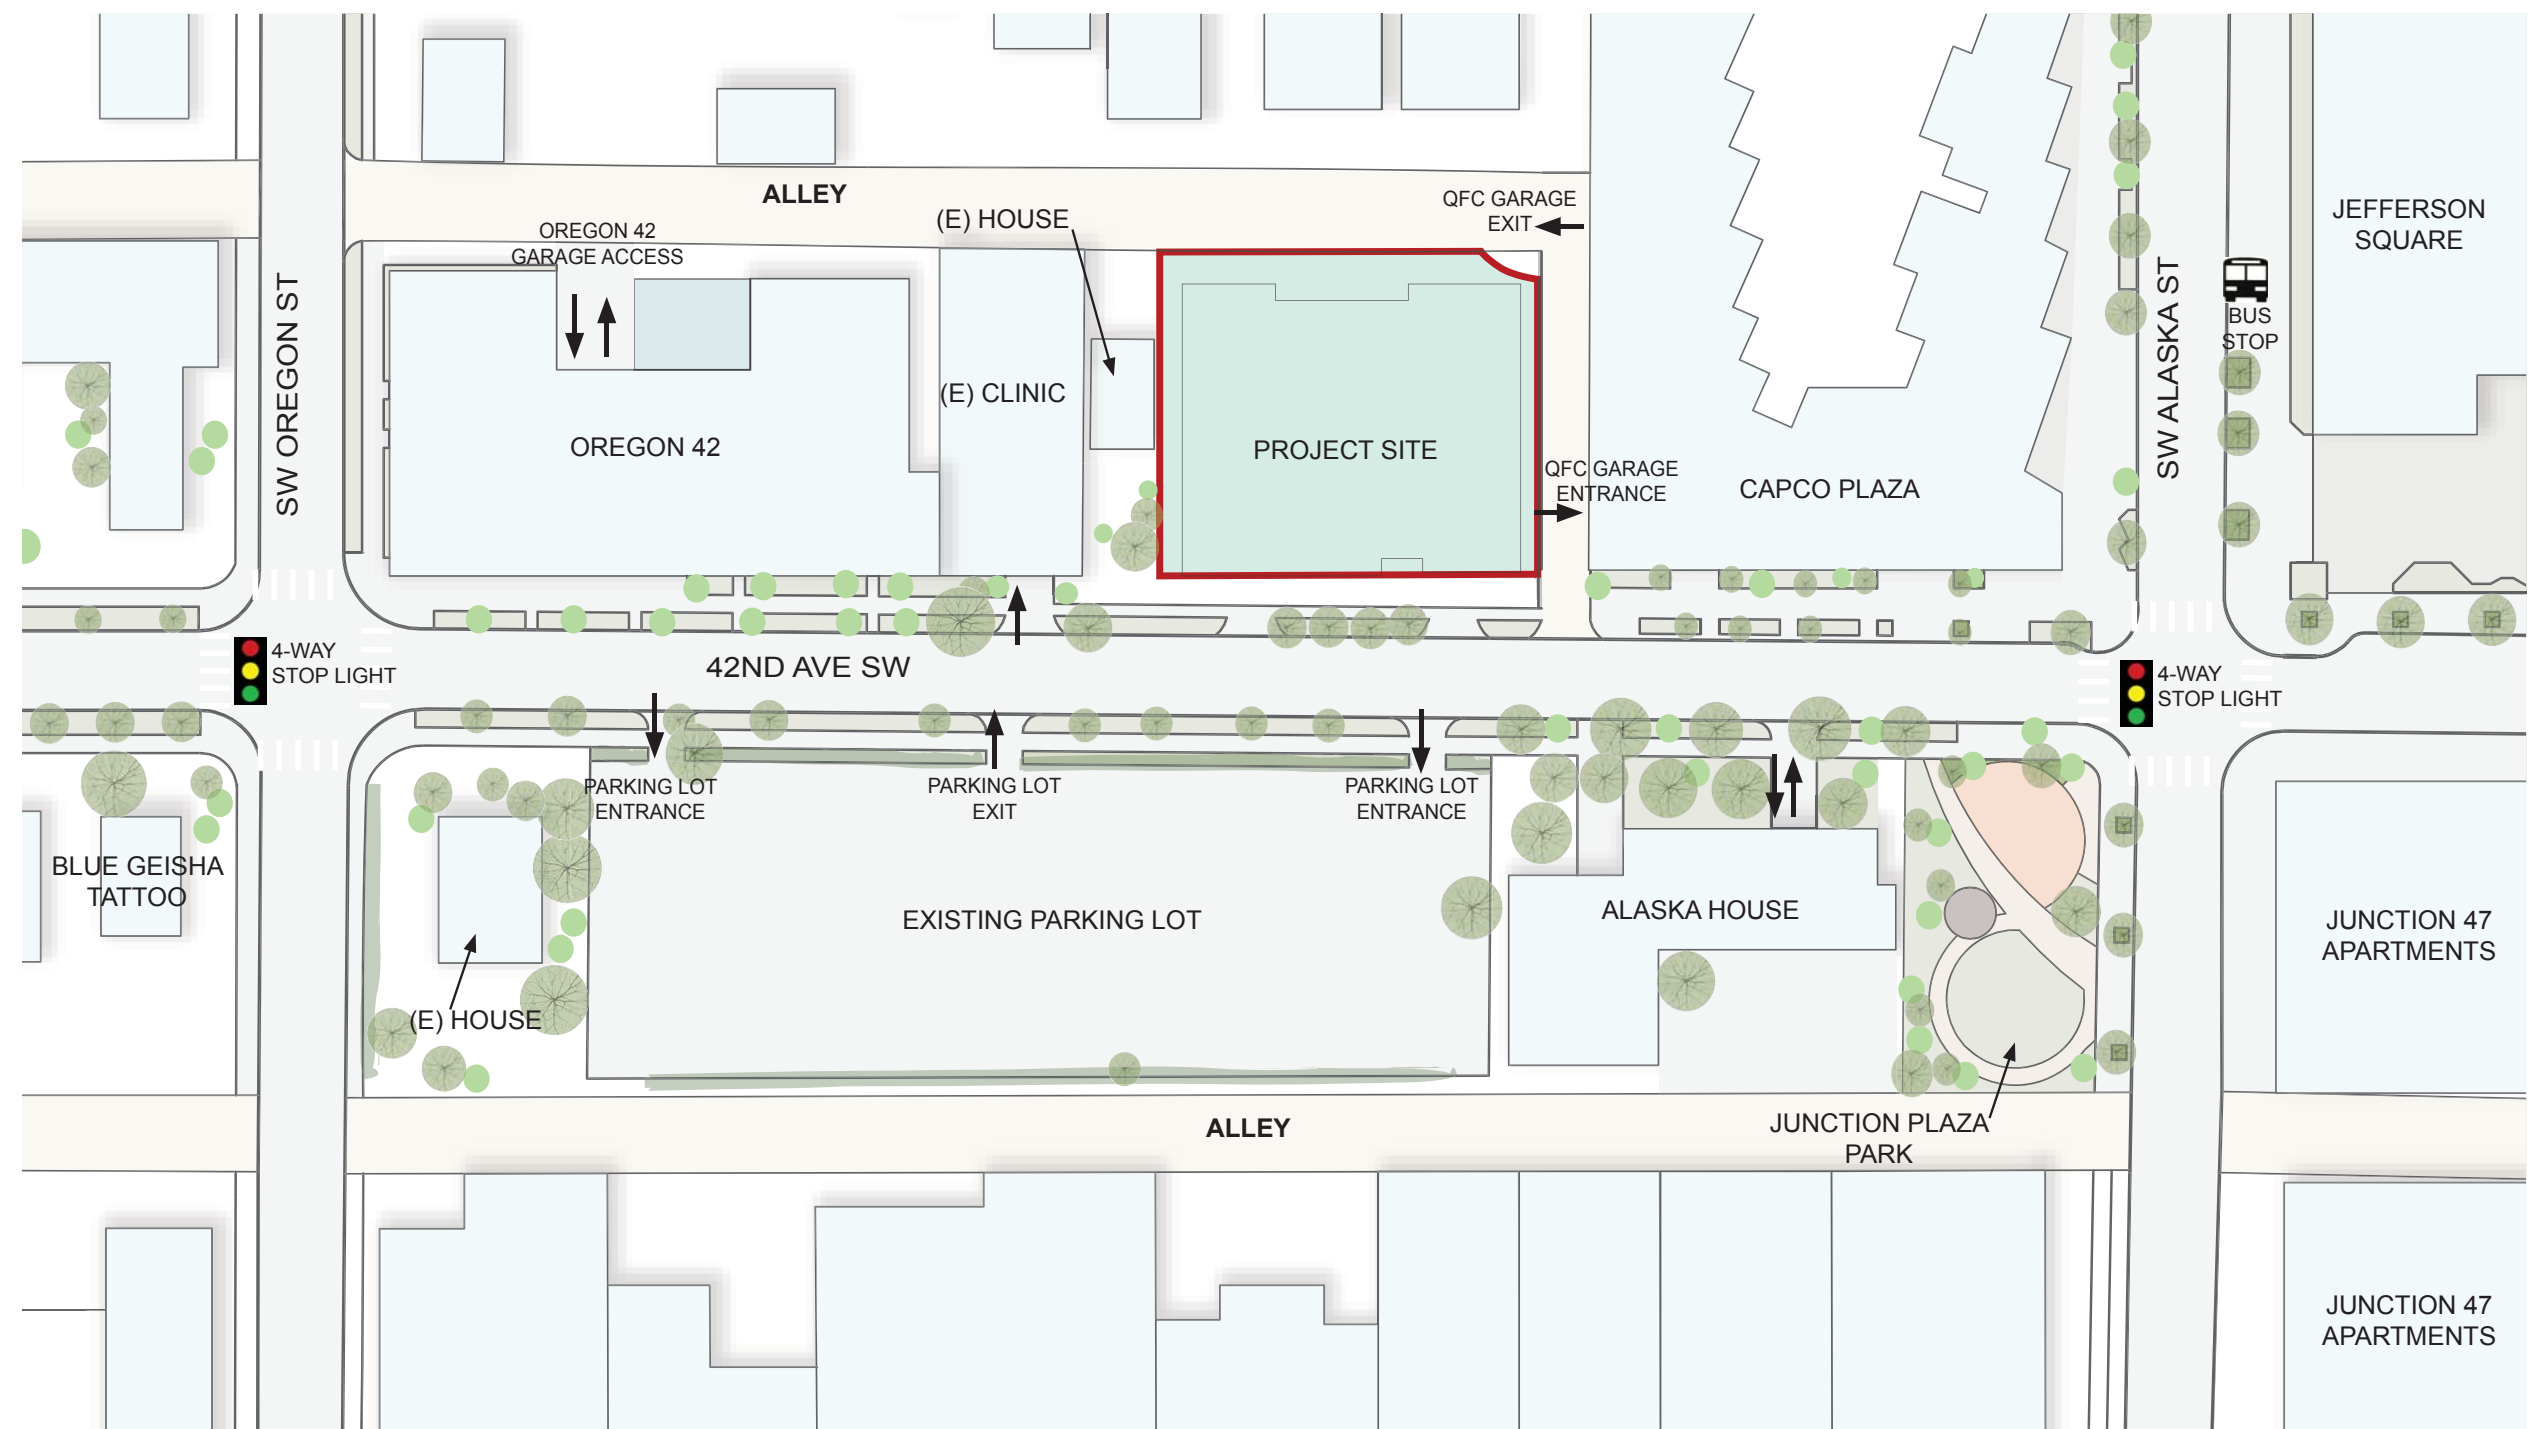 ALLEY
QFC GARAGE
EXIT
(E) HOUSE
OREGON 42
GARAGE ACCESS
JEFFERSON
SQUARE
SW OREGON ST
SW ALASKA ST
BUS
STOP
(E) CLINIC
OREGON 42
PROJECT SITE
QFC GARAGE
ENTRANCE
CAPCO PLAZA
4-WAY
STOP LIGHT
42ND AVE SW
4-WAY
STOP LIGHT
PARKING LOT
ENTRANCE
PARKING LOT
EXIT
PARKING LOT
ENTRANCE
BLUE GEISHA
TATTOO
EXISTING PARKING LOT
ALASKA HOUSE
JUNCTION 47
APARTMENTS
(E) HOUSE
ALLEY
JUNCTION PLAZA
PARK
JUNCTION 47
APARTMENTS